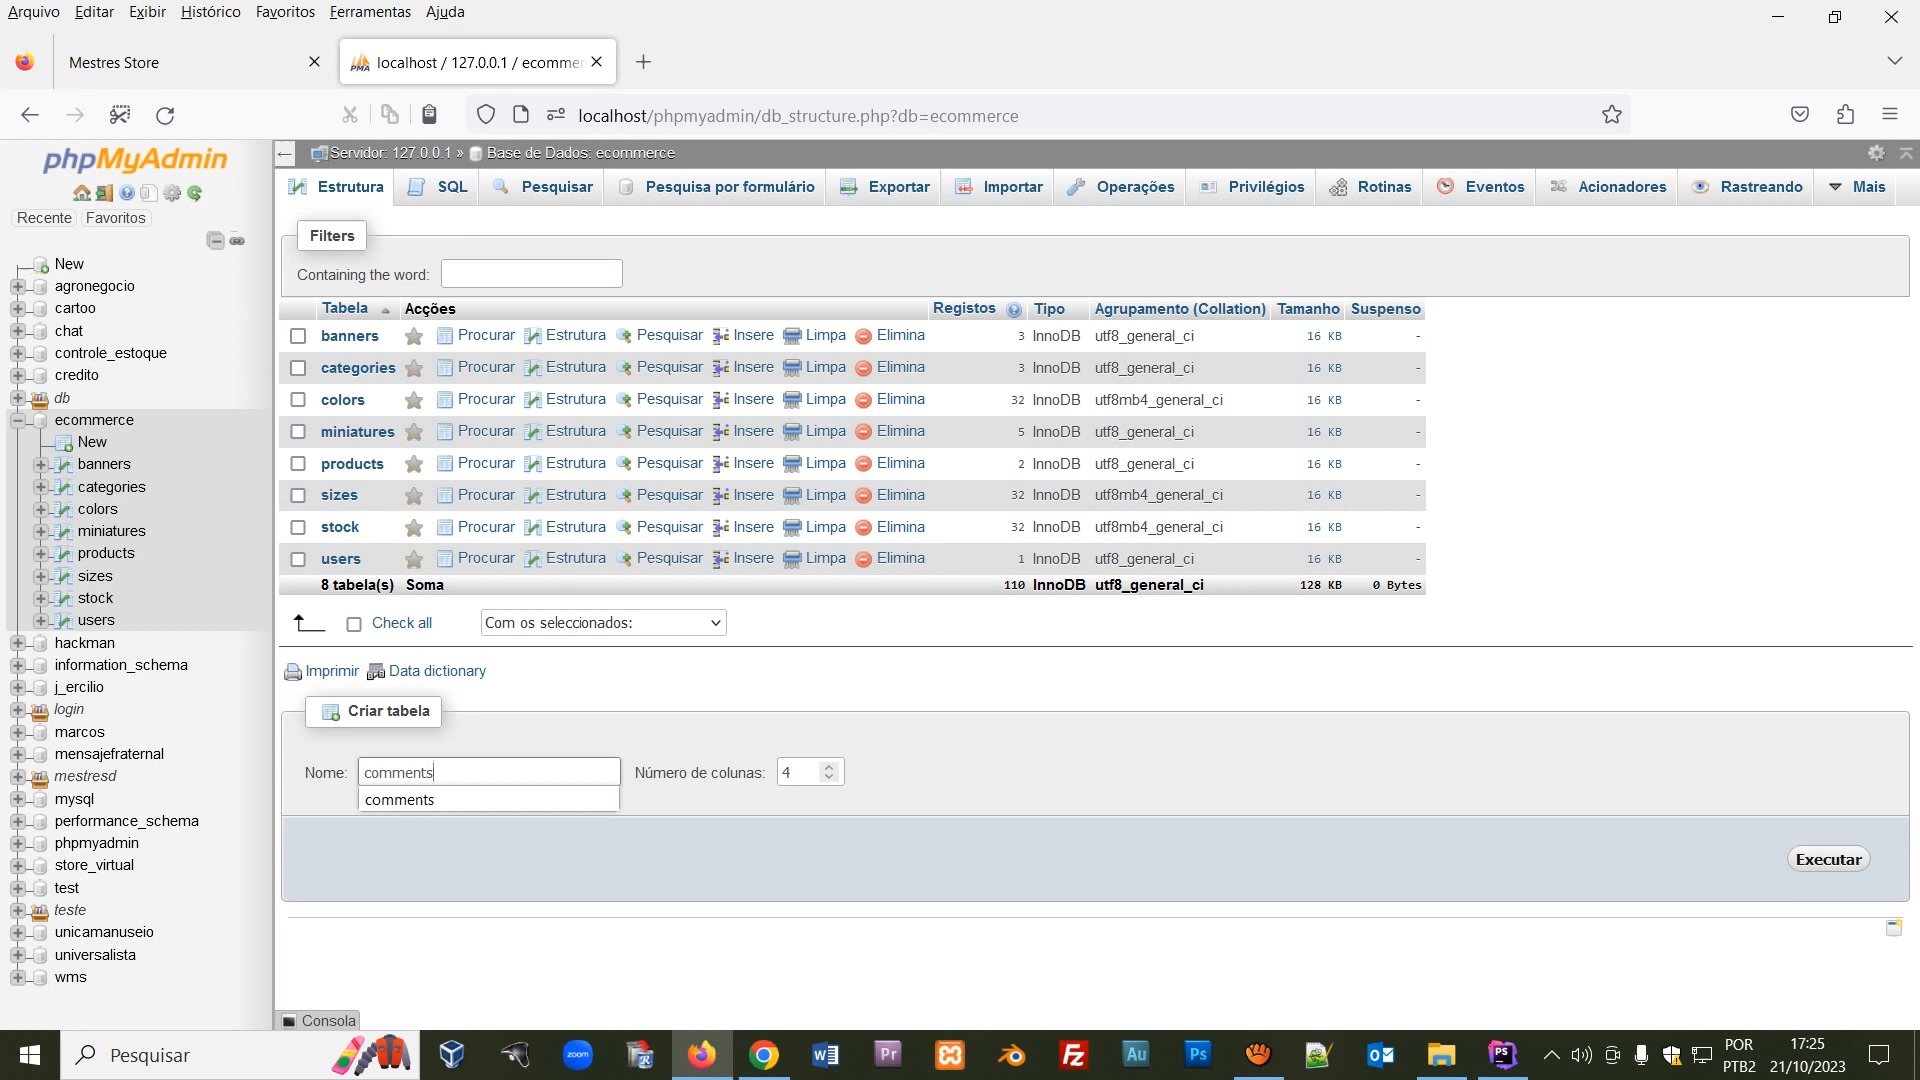 Arquivo Editar Exibir Histórico Favoritos Ferramentas Ajuda
Mestres Store
PMA localhost / 127.0.0.1 / ecommer
localhost/phpmyadmin/db_structure.php?db=ecommerce
phpMyAdmin
Recente Favoritos
New
agronegocio
cartoo
chat
controle_estoque
credito
db
ecommerce
New
banners
categories
colors
miniatures
products
sizes
stock
users
hackman
information_schema
j_ercilio
login
marcos
mensajefraternal
mestresd
mysql
performance_schema
phpmyadmin
store_virtual
test
teste
unicamanuseio
universalista
wms
Servidor: 127.0.0.1 » Base de Dados: ecommerce
Estrutura SQL Pesquisar Pesquisa por formulário Exportar Importar Operações Privilégios Rotinas Eventos Acionadores Rastreando Mais
Filters
Containing the word:
Tabela Acções Registos Tipo Agrupamento (Collation) Tamanho Suspenso
banners Procurar Estrutura Pesquisar Insere Limpa Elimina 3 InnoDB utf8_general_ci 16 KB -
categories Procurar Estrutura Pesquisar Insere Limpa Elimina 3 InnoDB utf8_general_ci 16 KB -
colors Procurar Estrutura Pesquisar Insere Limpa Elimina 32 InnoDB utf8mb4_general_ci 16 KB -
miniatures Procurar Estrutura Pesquisar Insere Limpa Elimina 5 InnoDB utf8_general_ci 16 KB -
products Procurar Estrutura Pesquisar Insere Limpa Elimina 2 InnoDB utf8_general_ci 16 KB -
sizes Procurar Estrutura Pesquisar Insere Limpa Elimina 32 InnoDB utf8mb4_general_ci 16 KB -
stock Procurar Estrutura Pesquisar Insere Limpa Elimina 32 InnoDB utf8mb4_general_ci 16 KB -
users Procurar Estrutura Pesquisar Insere Limpa Elimina 1 InnoDB utf8_general_ci 16 KB -
8 tabela(s) Soma 110 InnoDB utf8_general_ci 128 KB 0 Bytes
Check all Com os seleccionados:
Imprimir Data dictionary
Criar tabela
Nome: comments Número de colunas: 4
comments
Executar
Consola
Pesquisar
zoom
Pr
Au
Ps
PS
POR
PTB2
17:25
21/10/2023